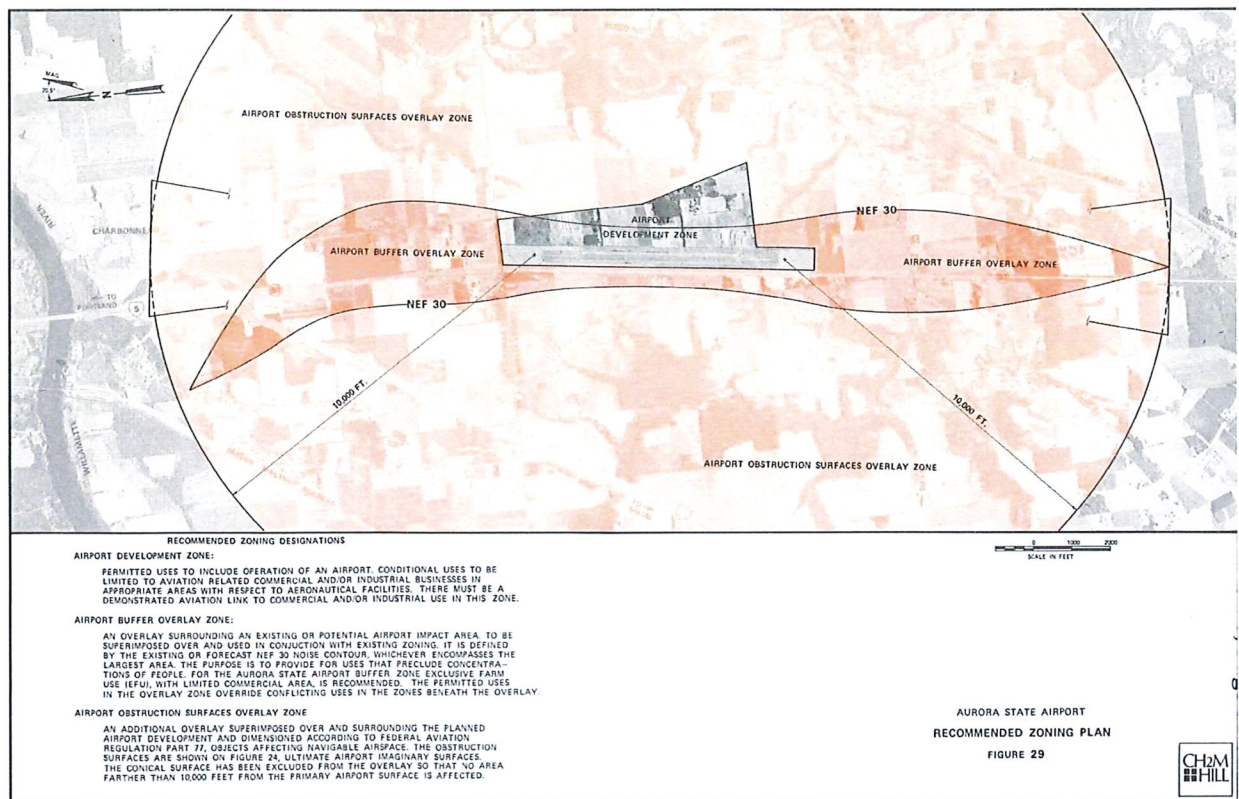 MAG.
20.5°
N
AIRPORT OBSTRUCTION SURFACES OVERLAY ZONE
RIVER
CHARBONNE
TO
PORTLAND
5
WILLAMETTE
AIRPORT BUFFER OVERLAY ZONE
NEF 30
AIRPORT
DEVELOPMENT ZONE
NEF 30
AIRPORT BUFFER OVERLAY ZONE
TO
10,000 FT.
10,000 FT.
AIRPORT OBSTRUCTION SURFACES OVERLAY ZONE
RECOMMENDED ZONING DESIGNATIONS
AIRPORT DEVELOPMENT ZONE:
PERMITTED USES TO INCLUDE OPERATION OF AN AIRPORT. CONDITIONAL USES TO BE
LIMITED TO AVIATION RELATED COMMERCIAL AND/OR INDUSTRIAL BUSINESSES IN
APPROPRIATE AREAS WITH RESPECT TO AERONAUTICAL FACILITIES. THERE MUST BE A
DEMONSTRATED AVIATION LINK TO COMMERCIAL AND/OR INDUSTRIAL USE IN THIS ZONE.
AIRPORT BUFFER OVERLAY ZONE:
AN OVERLAY SURROUNDING AN EXISTING OR POTENTIAL AIRPORT IMPACT AREA, TO BE
SUPERIMPOSED OVER AND USED IN CONJUCTION WITH EXISTING ZONING. IT IS DEFINED
BY THE EXISTING OR FORECAST NEF 30 NOISE CONTOUR, WHICHEVER ENCOMPASSES THE
LARGEST AREA. THE PURPOSE IS TO PROVIDE FOR USES THAT PRECLUDE CONCENTRA-
TIONS OF PEOPLE. FOR THE AURORA STATE AIRPORT BUFFER ZONE EXCLUSIVE FARM
USE (EFU), WITH LIMITED COMMERCIAL AREA, IS RECOMMENDED. THE PERMITTED USES
IN THE OVERLAY ZONE OVERRIDE CONFLICTING USES IN THE ZONES BENEATH THE OVERLAY.
AIRPORT OBSTRUCTION SURFACES OVERLAY ZONE
AN ADDITIONAL OVERLAY SUPERIMPOSED OVER AND SURROUNDING THE PLANNED
AIRPORT DEVELOPMENT AND DIMENSIONED ACCORDING TO FEDERAL AVIATION
REGULATION PART 77, OBJECTS AFFECTING NAVIGABLE AIRSPACE. THE OBSTRUCTION
SURFACES ARE SHOWN ON FIGURE 24, ULTIMATE AIRPORT IMAGINARY SURFACES.
THE CONICAL SURFACE HAS BEEN EXCLUDED FROM THE OVERLAY SO THAT NO AREA
FARTHER THAN 10,000 FEET FROM THE PRIMARY AIRPORT SURFACE IS AFFECTED.
0 1000 2000
SCALE IN FEET
AURORA STATE AIRPORT
RECOMMENDED ZONING PLAN
FIGURE 29
CH2M
HILL